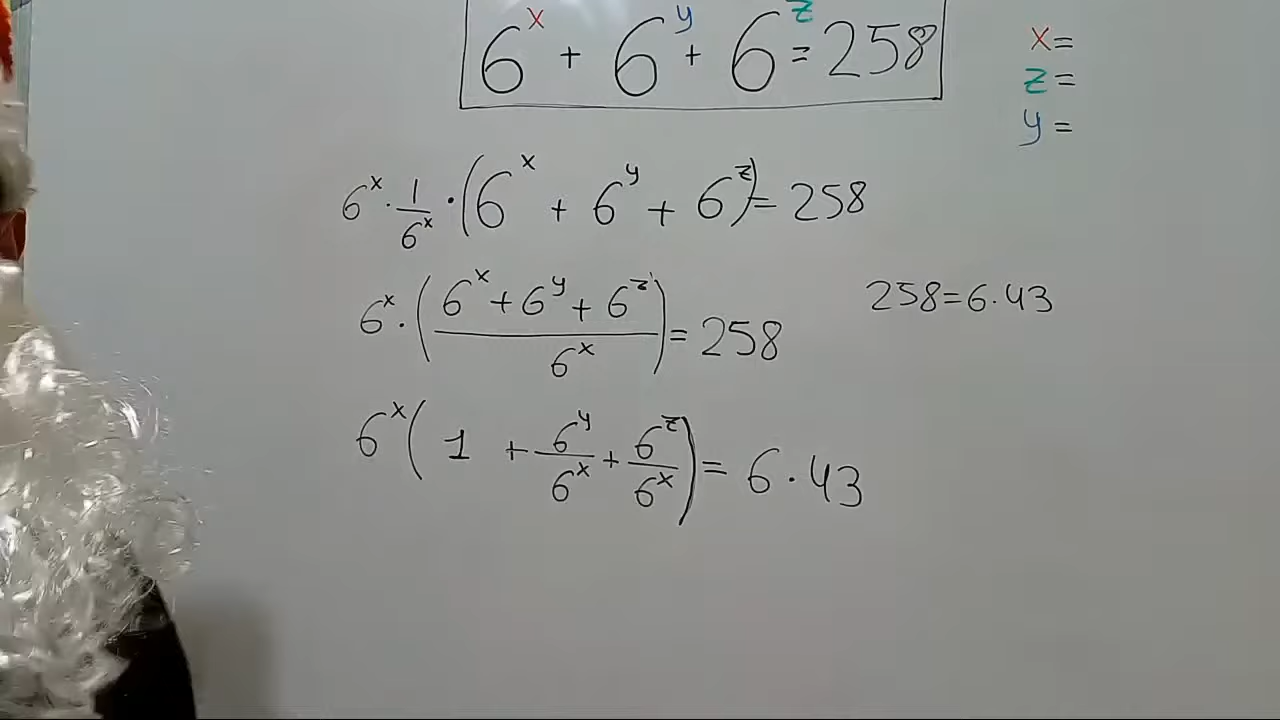 6^x + 6^y + 6^z = 258
x=
z=
y=
6^x · 1/6^x · (6^x + 6^y + 6^z) = 258
6^x · ((6^x + 6^y + 6^z)/6^x) = 258
258=6·43
6^x (1 + 6^y/6^x + 6^z/6^x) = 6·43